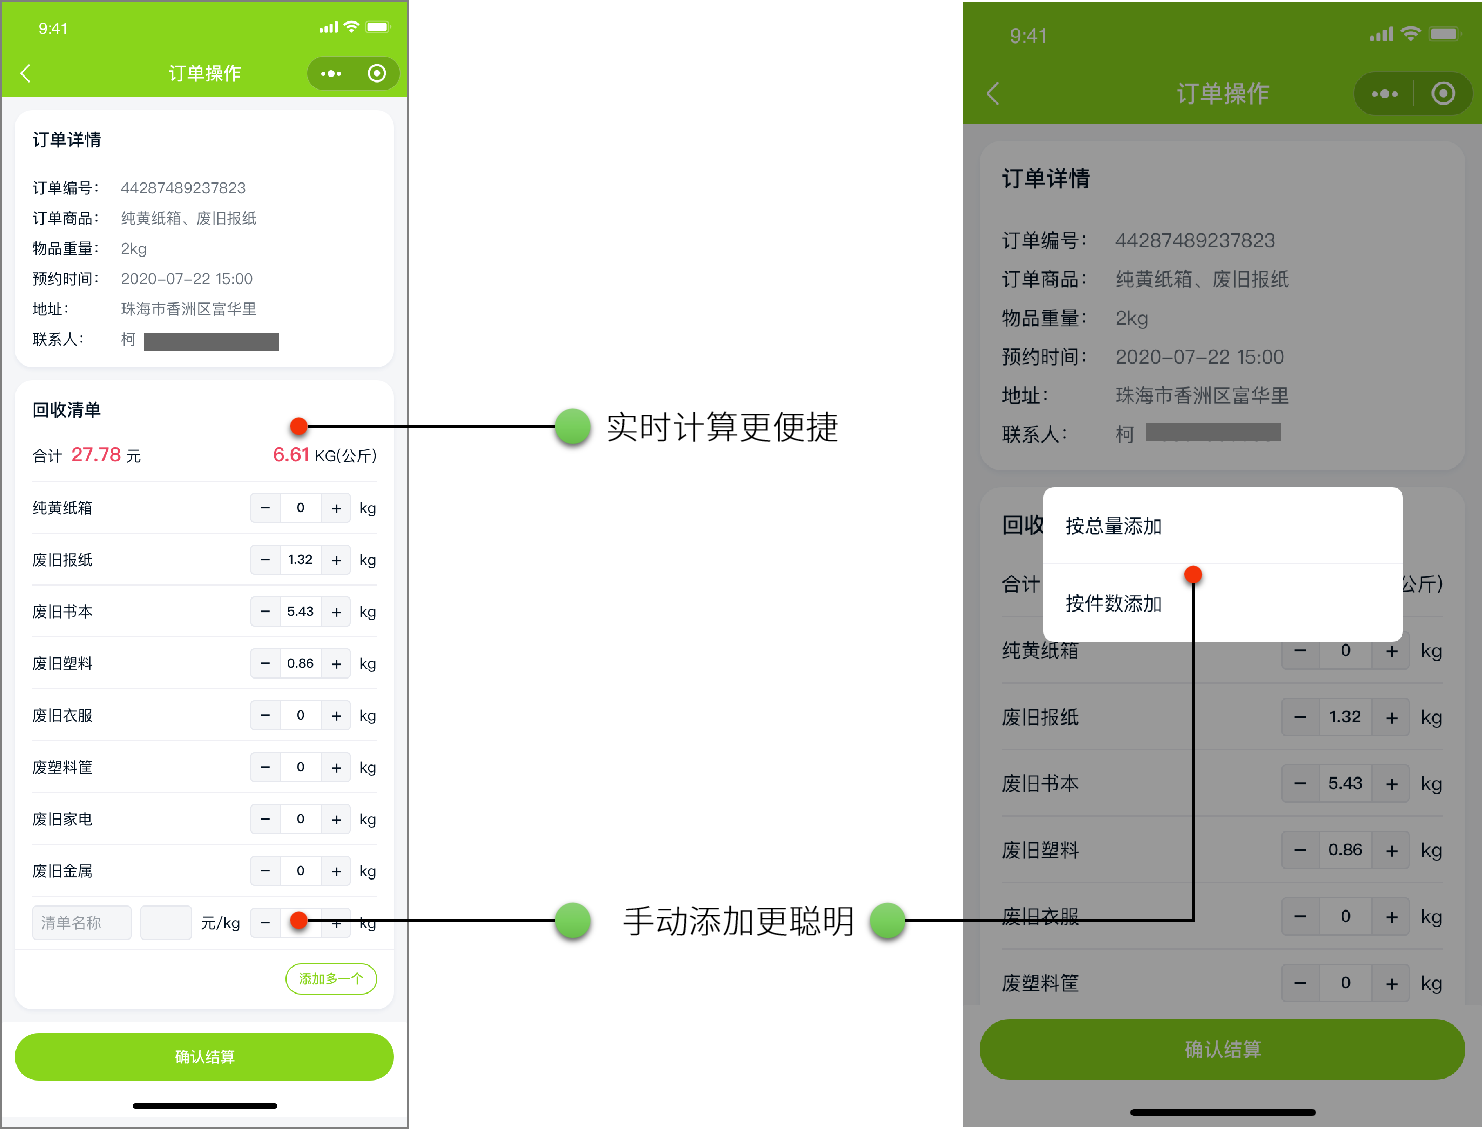 9:41
订单操作
订单详情
订单编号： 44287489237823
订单商品： 纯黄纸箱、废旧报纸
物品重量： 2kg
预约时间： 2020-07-22 15:00
地址： 珠海市香洲区富华里
联系人： 柯
回收清单
合计 27.78 元 6.61 KG(公斤)
纯黄纸箱 − 0 + kg
废旧报纸 − 1.32 + kg
废旧书本 − 5.43 + kg
废旧塑料 − 0.86 + kg
废旧衣服 − 0 + kg
废塑料筐 − 0 + kg
废旧家电 − 0 + kg
废旧金属 − 0 + kg
清单名称 元/kg − + kg
添加多一个
确认结算
实时计算更便捷
手动添加更聪明
9:41
订单操作
订单详情
订单编号： 44287489237823
订单商品： 纯黄纸箱、废旧报纸
物品重量： 2kg
预约时间： 2020-07-22 15:00
地址： 珠海市香洲区富华里
联系人： 柯
回收
按总量添加
合计 公斤)
按件数添加
纯黄纸箱 − 0 + kg
废旧报纸 − 1.32 + kg
废旧书本 − 5.43 + kg
废旧塑料 − 0.86 + kg
废旧衣服 − 0 + kg
废塑料筐 − 0 + kg
确认结算